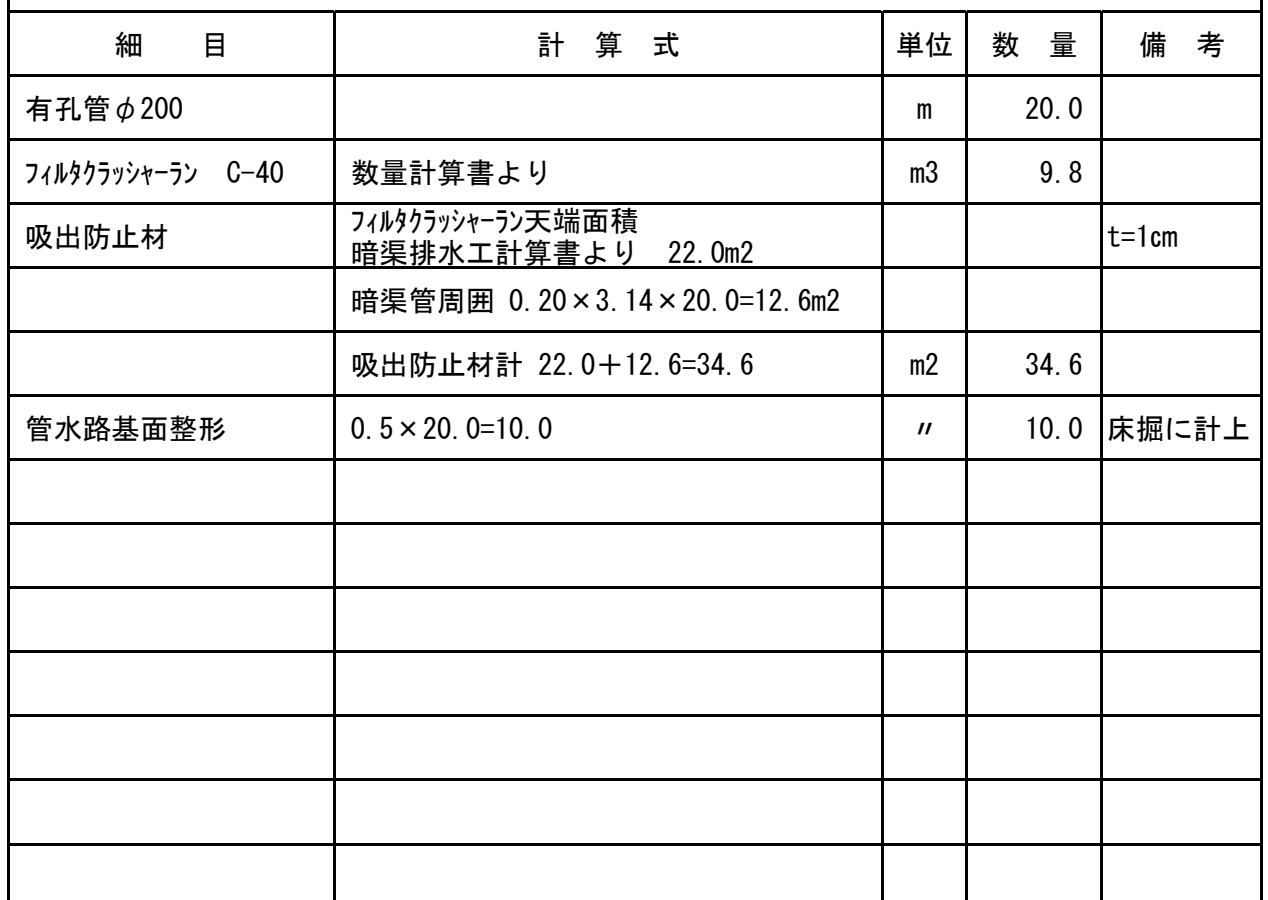 細　目 計 算 式 単位 数 量 備 考
有孔管φ200 m 20.0
ﾌｨﾙﾀｸﾗｯｼｬｰﾗﾝ C-40 数量計算書より m3 9.8
吸出防止材 ﾌｨﾙﾀｸﾗｯｼｬｰﾗﾝ天端面積 t=1cm
暗渠排水工計算書より 22.0m2
暗渠管周囲 0.20×3.14×20.0=12.6m2
吸出防止材計 22.0＋12.6=34.6 m2 34.6
管水路基面整形 0.5×20.0=10.0 〃 10.0 床掘に計上